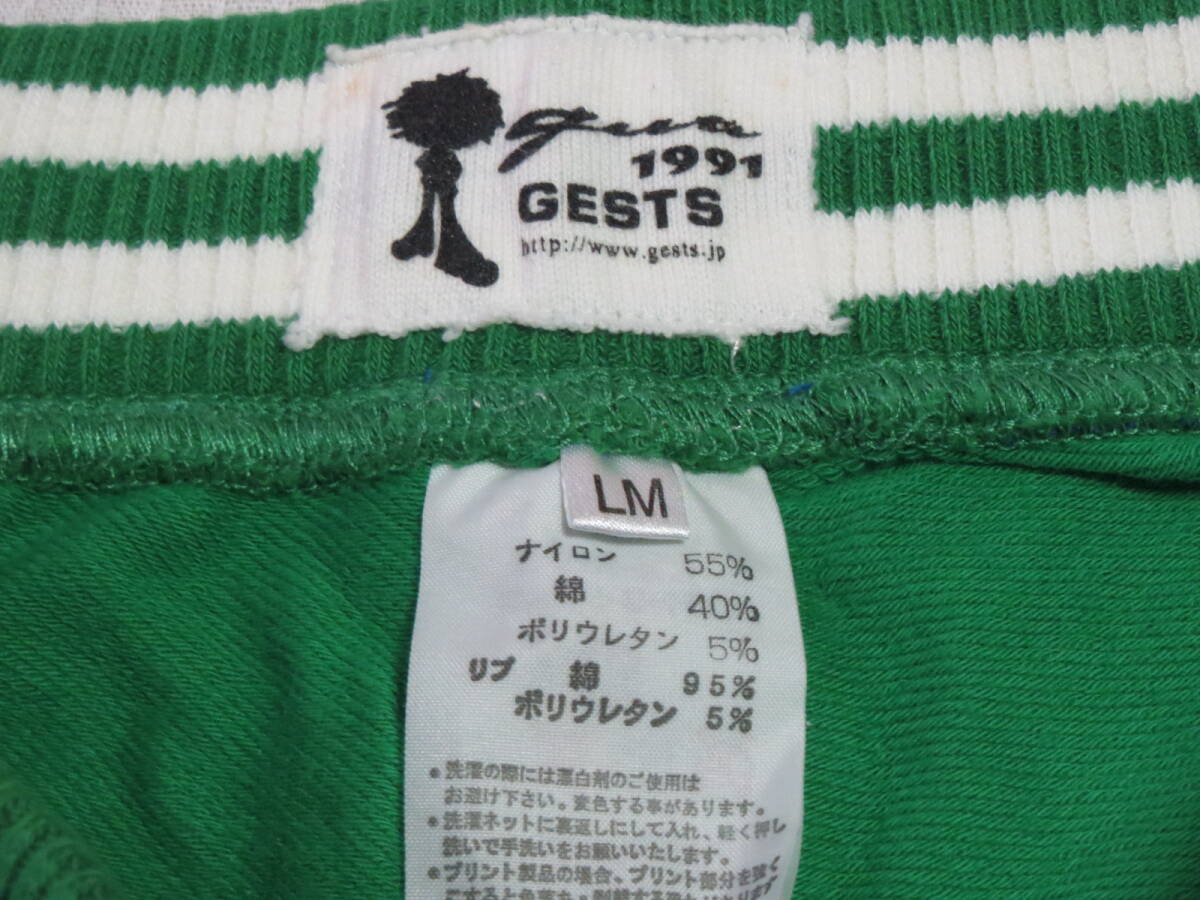 gua
1991
GESTS
http://www.gests.jp
LM
ナイロン 55%
綿 40%
ポリウレタン 5%
リブ 綿 95%
ポリウレタン 5%
•洗濯の際には漂白剤のご使用は
お避け下さい。変色する事があります。
•洗濯ネットに裏返しにして入れ、軽く押し
洗いで手洗いをお願いいたします。
•プリント製品の場合、プリント部分を強く